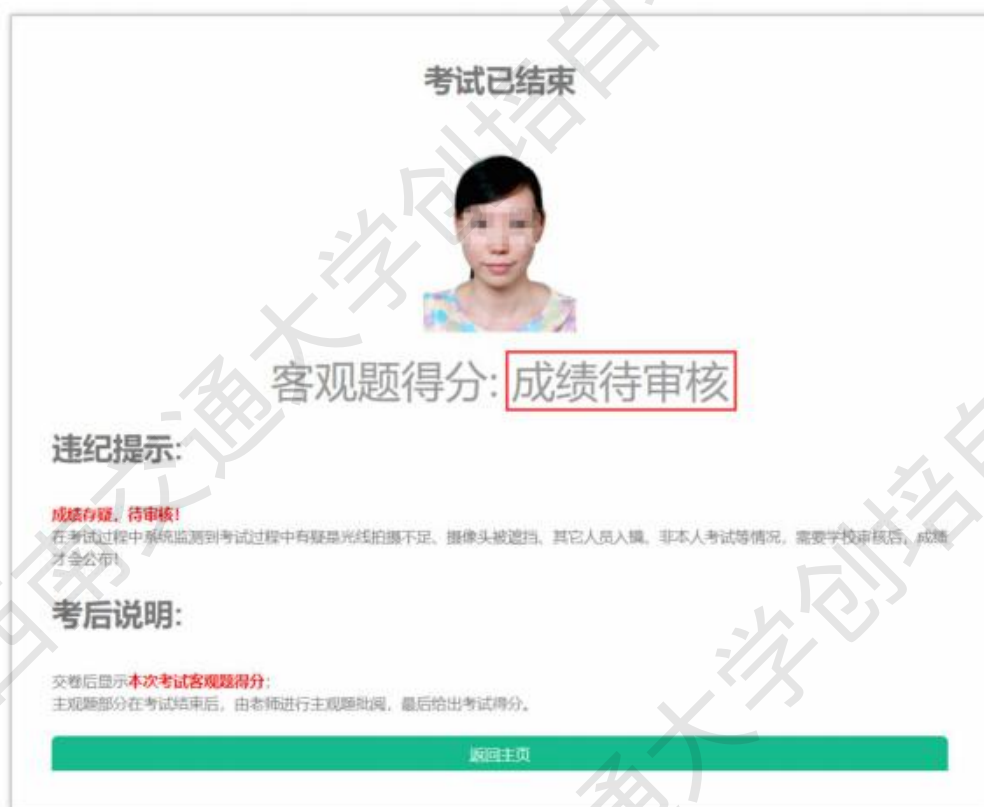 考试已结束
客观题得分: 成绩待审核
违纪提示:
成绩存疑，待审核！
在考试过程中系统监测到考试过程中有疑是光线拍摄不足、摄像头被遮挡、其它人员入镜、非本人考试等情况，需要学校审核后，成绩
才会公布!
考后说明:
交卷后显示本次考试客观题得分；
主观题部分在考试结束后，由老师进行主观题批阅，最后给出考试得分。
返回主页